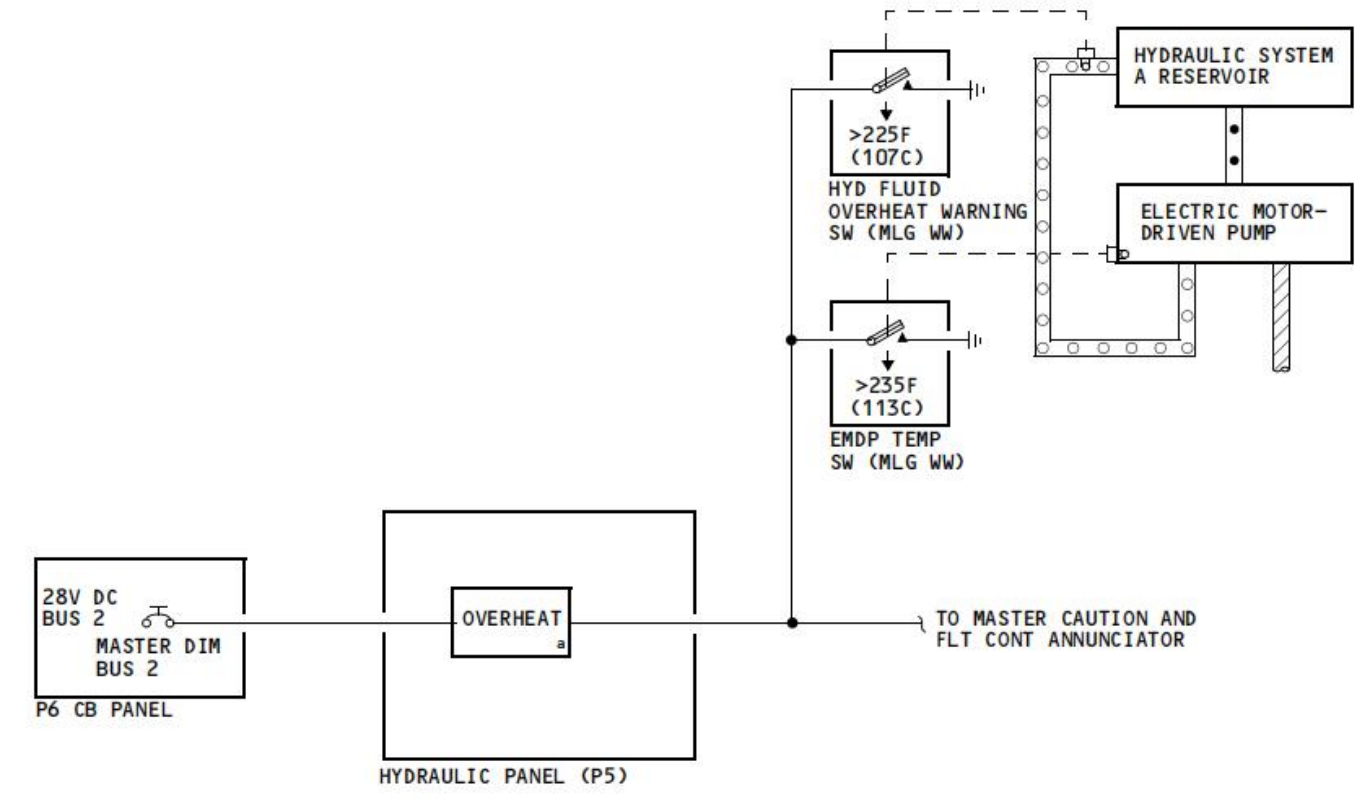 HYDRAULIC SYSTEM
A RESERVOIR
>225F
(107C)
HYD FLUID
OVERHEAT WARNING
SW (MLG WW)
ELECTRIC MOTOR-
DRIVEN PUMP
>235F
(113C)
EMDP TEMP
SW (MLG WW)
28V DC
BUS 2
MASTER DIM
BUS 2
P6 CB PANEL
OVERHEAT
a
HYDRAULIC PANEL (P5)
TO MASTER CAUTION AND
FLT CONT ANNUNCIATOR